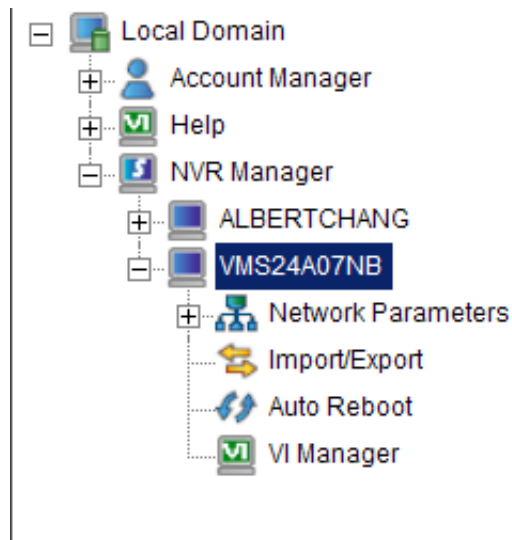 Local Domain
Account Manager
Help
NVR Manager
ALBERTCHANG
VMS24A07NB
Network Parameters
Import/Export
Auto Reboot
VI Manager